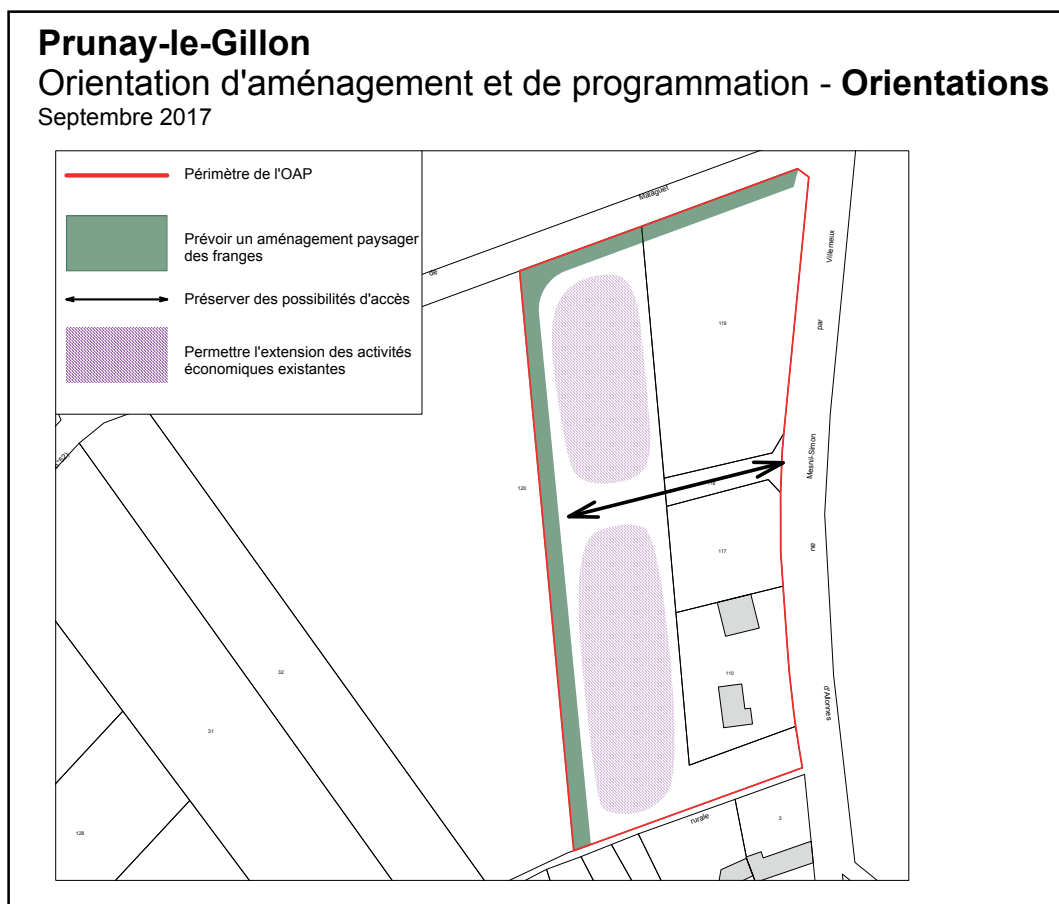 Prunay-le-Gillon
Orientation d'aménagement et de programmation - Orientations
Septembre 2017
Périmètre de l'OAP
Prévoir un aménagement paysager
des franges
Préserver des possibilités d'accès
Permettre l'extension des activités
économiques existantes
de
Malaguet
Villemeux
par
Mesnil-Simon
ne
d'Allonnes
rurale
119
120
117
110
32
31
128
3